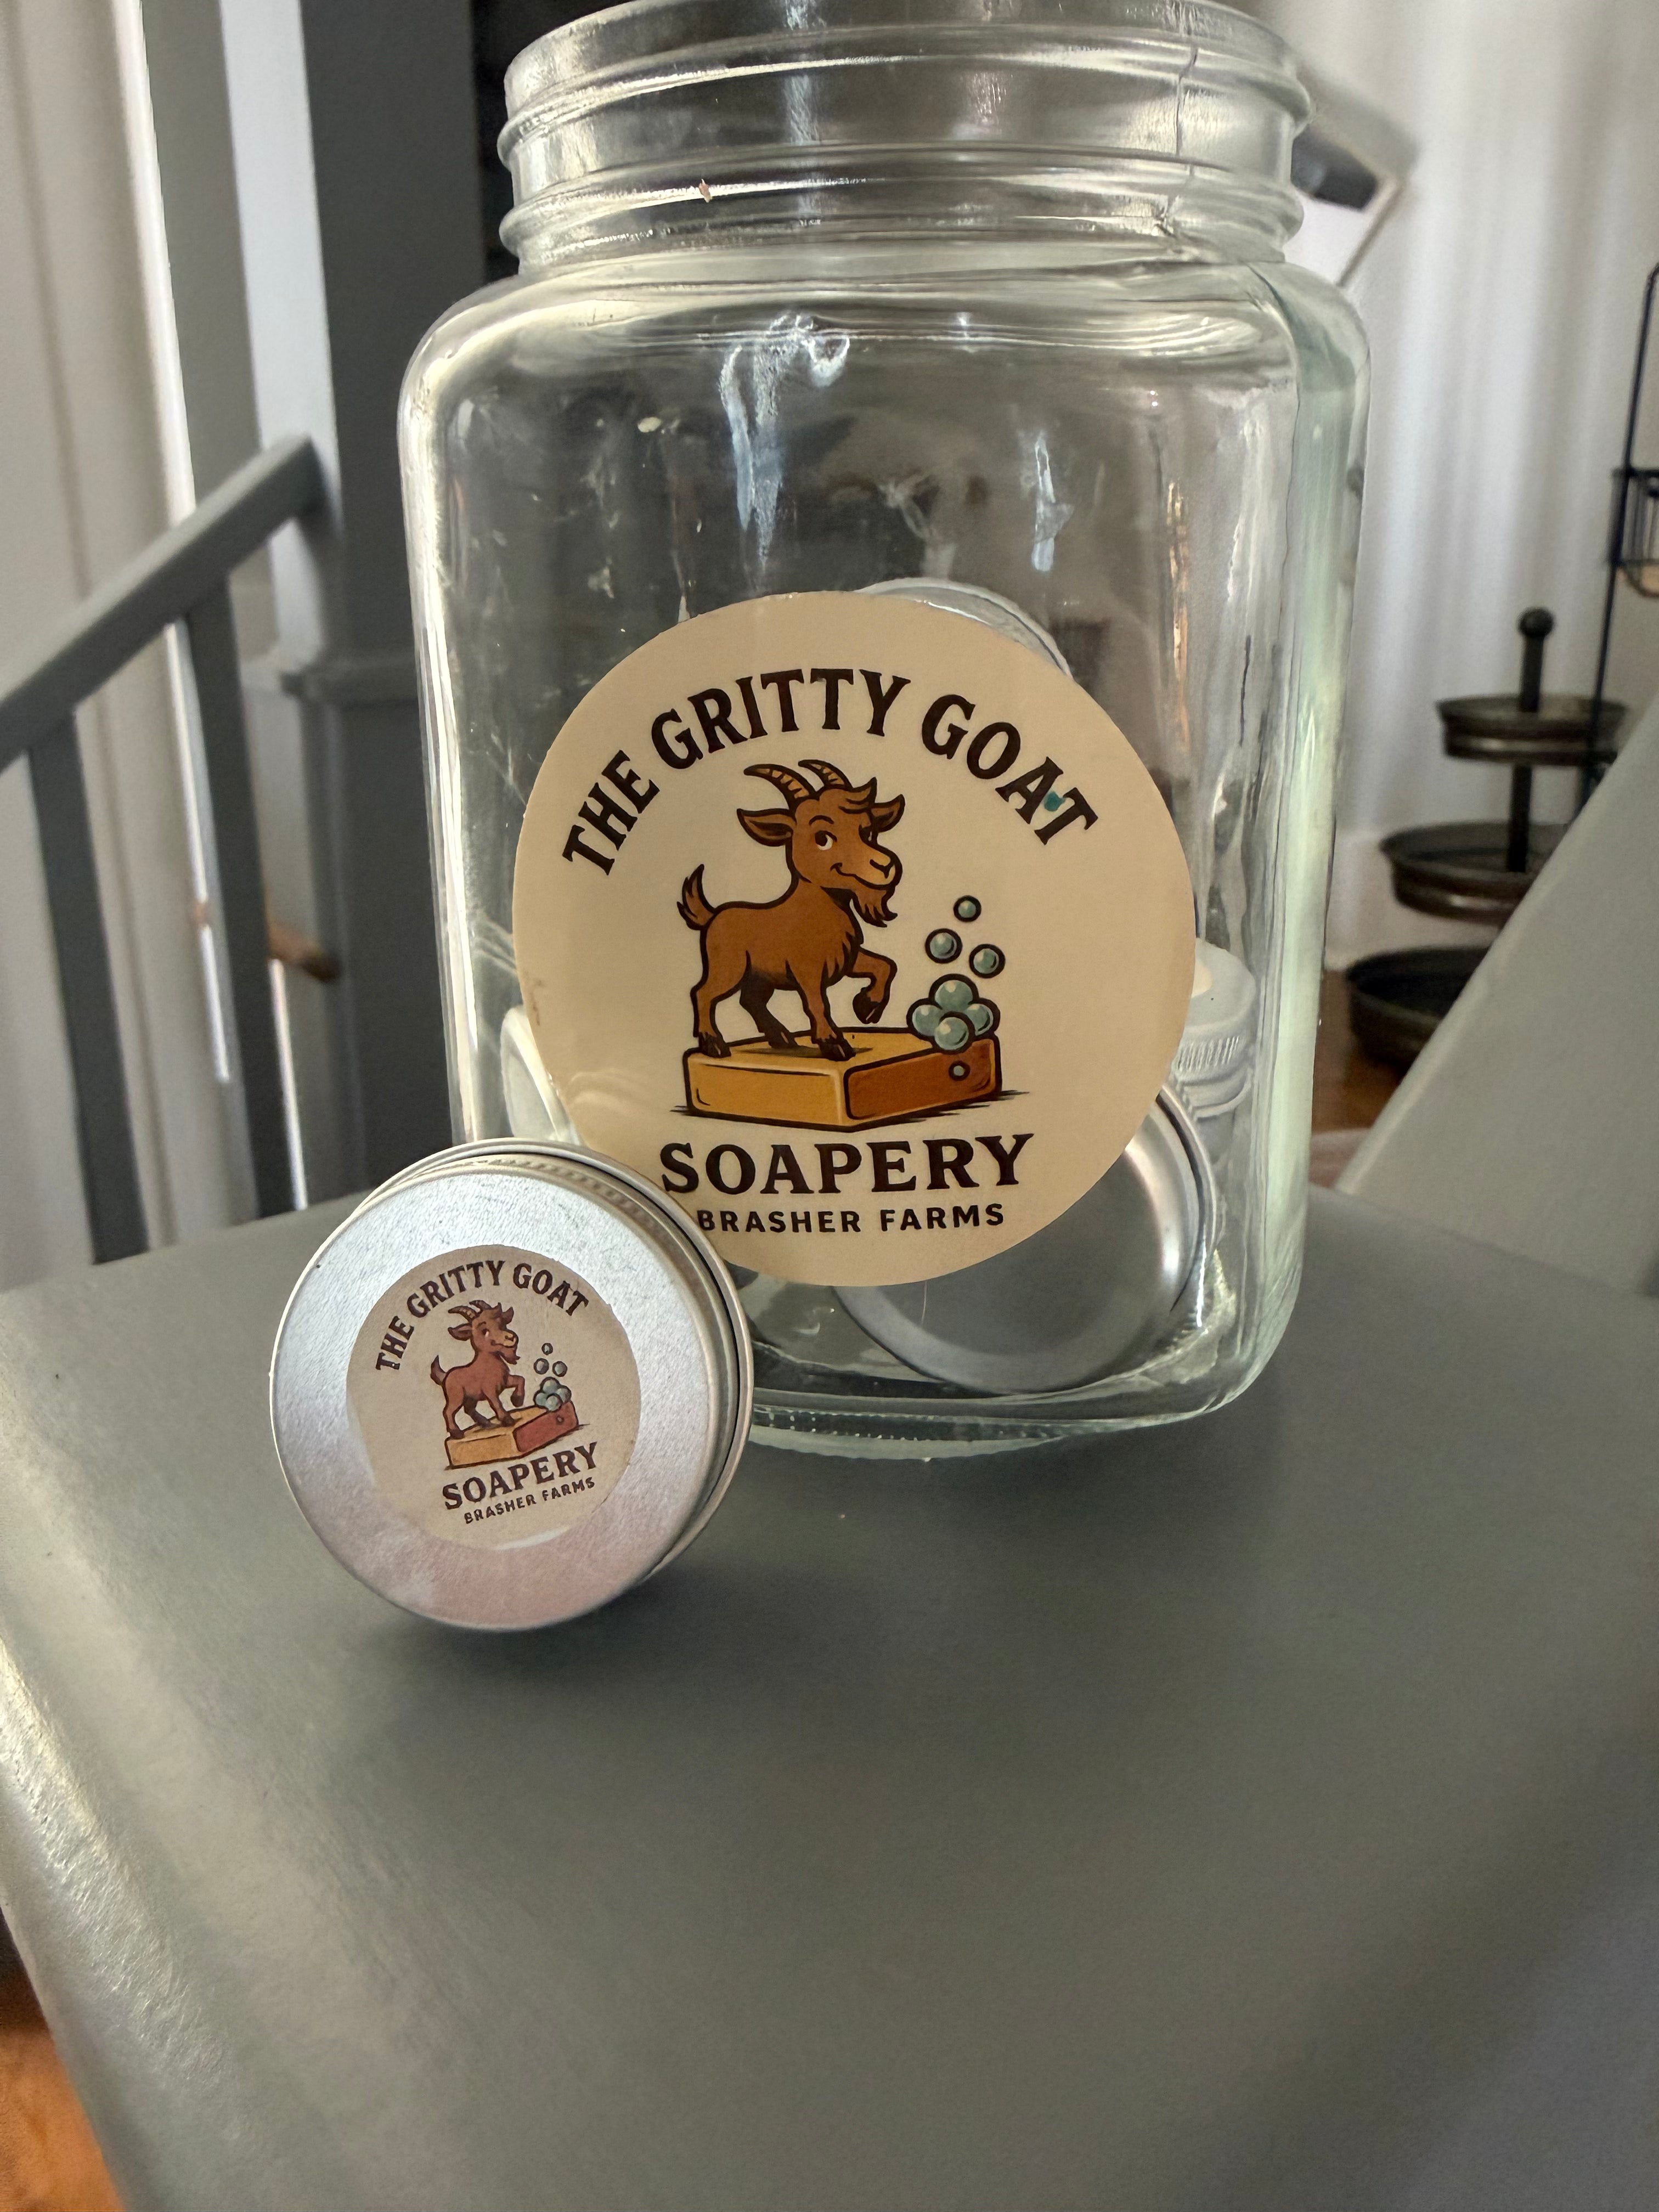 THE GRITTY GOAT
SOAPERY
BRASHER FARMS
THE GRITTY GOAT
SOAPERY
BRASHER FARMS